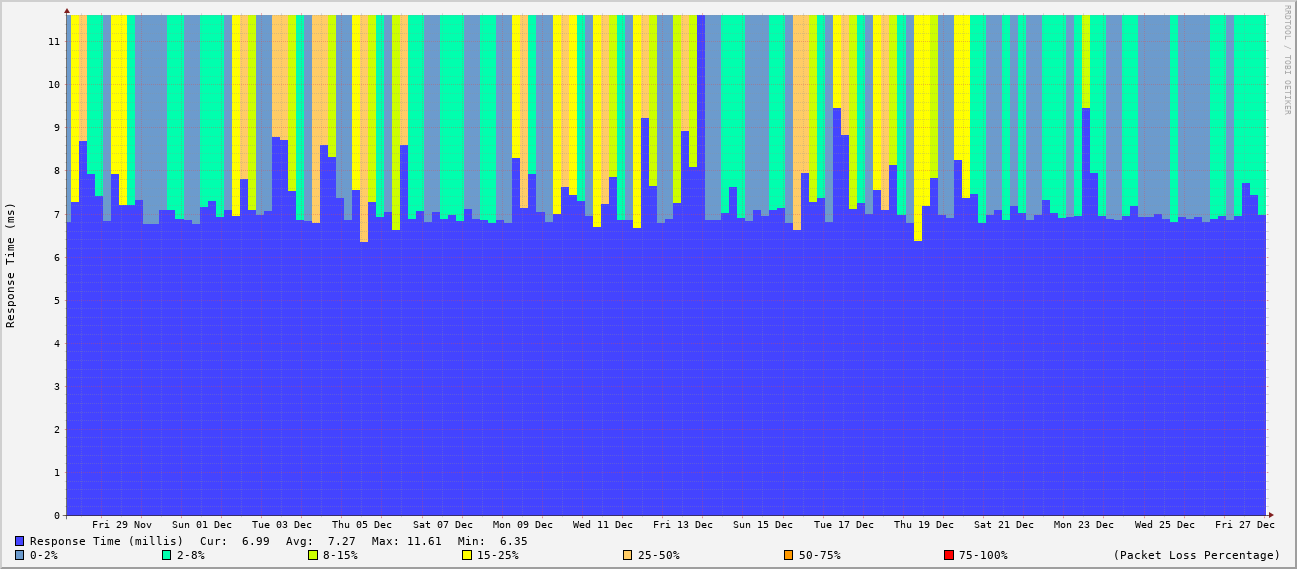 RRDTOOL / TOBI OETIKER
Response Time (ms)
11
10
9
8
7
6
5
4
3
2
1
0
Fri 29 Nov Sun 01 Dec Tue 03 Dec Thu 05 Dec Sat 07 Dec Mon 09 Dec Wed 11 Dec Fri 13 Dec Sun 15 Dec Tue 17 Dec Thu 19 Dec Sat 21 Dec Mon 23 Dec Wed 25 Dec Fri 27 Dec
Response Time (millis) Cur: 6.99 Avg: 7.27 Max: 11.61 Min: 6.35
0-2% 2-8% 8-15% 15-25% 25-50% 50-75% 75-100% (Packet Loss Percentage)